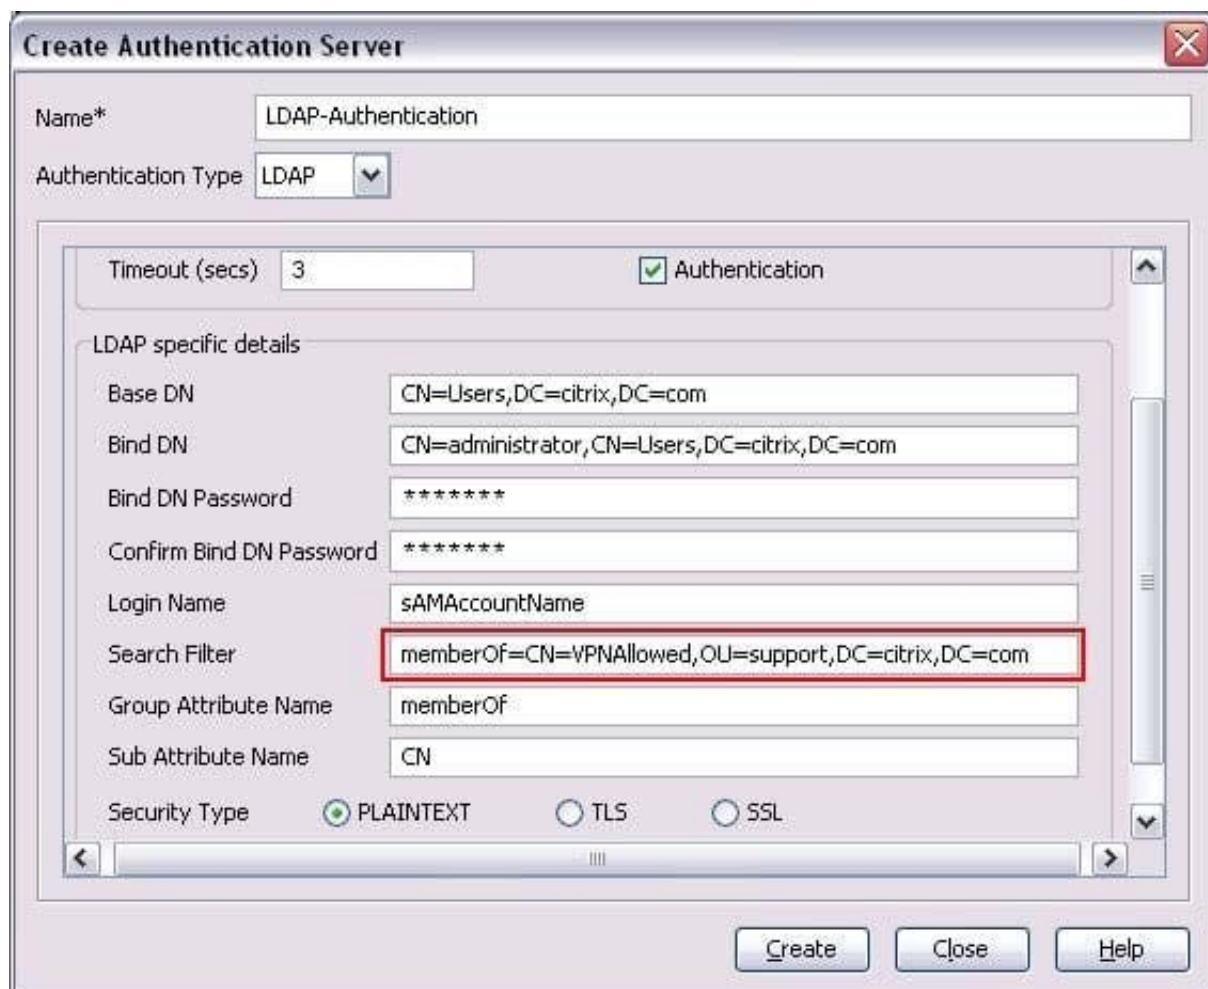 Create Authentication Server
Name* LDAP-Authentication
Authentication Type LDAP
Timeout (secs) 3 Authentication
LDAP specific details
Base DN CN=Users,DC=citrix,DC=com
Bind DN CN=administrator,CN=Users,DC=citrix,DC=com
Bind DN Password *******
Confirm Bind DN Password *******
Login Name sAMAccountName
Search Filter memberOf=CN=VPNAllowed,OU=support,DC=citrix,DC=com
Group Attribute Name memberOf
Sub Attribute Name CN
Security Type PLAINTEXT TLS SSL
Create Close Help